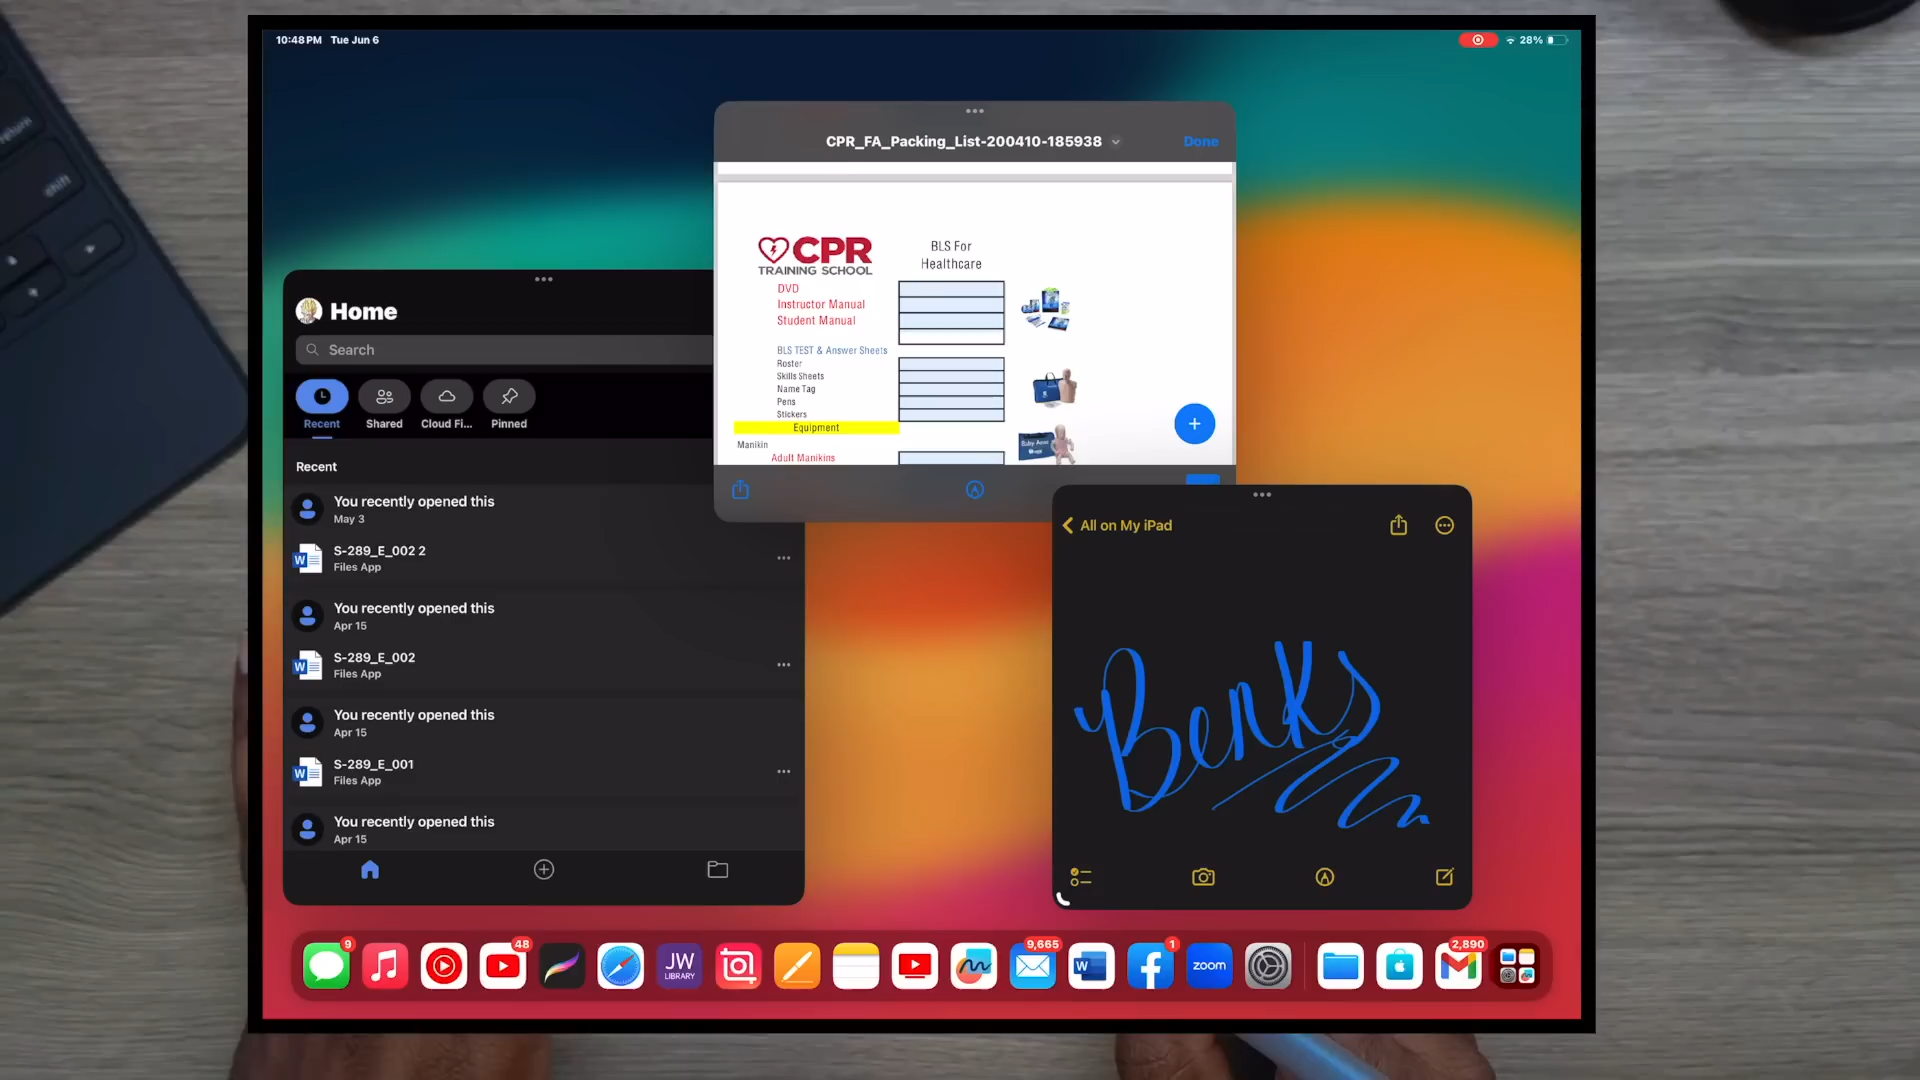 10:48 PM Tue Jun 6
28%
CPR_FA_Packing_List-200410-185938
Done
CPR
TRAINING SCHOOL
BLS For
Healthcare
DVD
Instructor Manual
Student Manual
BLS TEST & Answer Sheets
Roster
Skills Sheets
Name Tag
Pens
Stickers
Equipment
Manikin
Adult Manikins
Home
Search
Recent
Shared
Cloud Fi...
Pinned
Recent
You recently opened this
May 3
S-289_E_002 2
Files App
You recently opened this
Apr 15
S-289_E_002
Files App
You recently opened this
Apr 15
S-289_E_001
Files App
You recently opened this
Apr 15
All on My iPad
Benks
9
48
9,665
1
2,890
JW
LIBRARY
W
zoom
return
shift